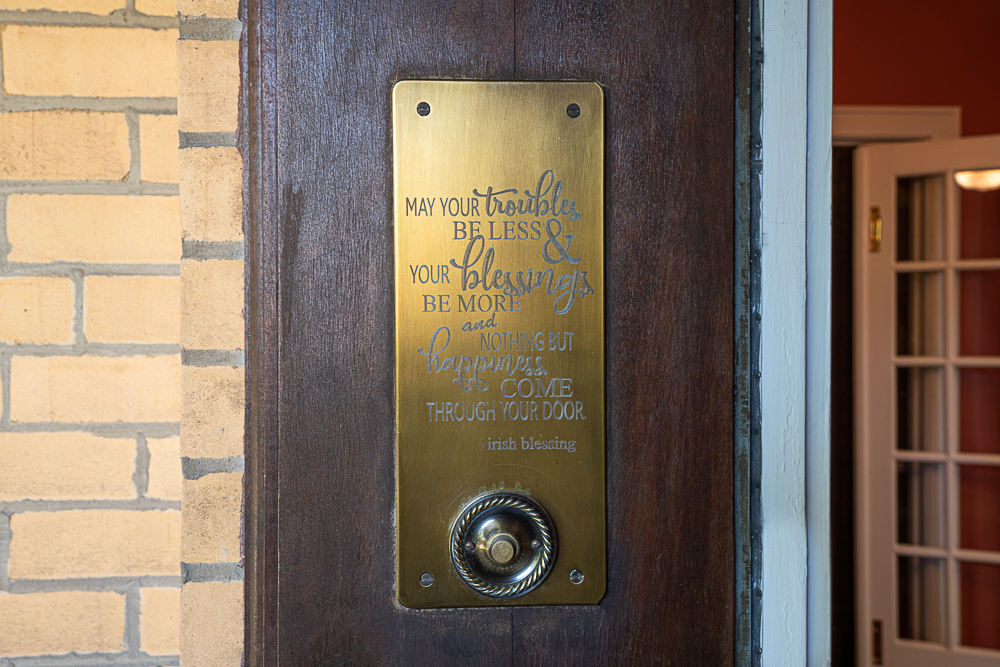 MAY YOUR troubles
BE LESS &
YOUR blessings
BE MORE
and
NOTHING BUT
happiness
COME
THROUGH YOUR DOOR
-irish blessing